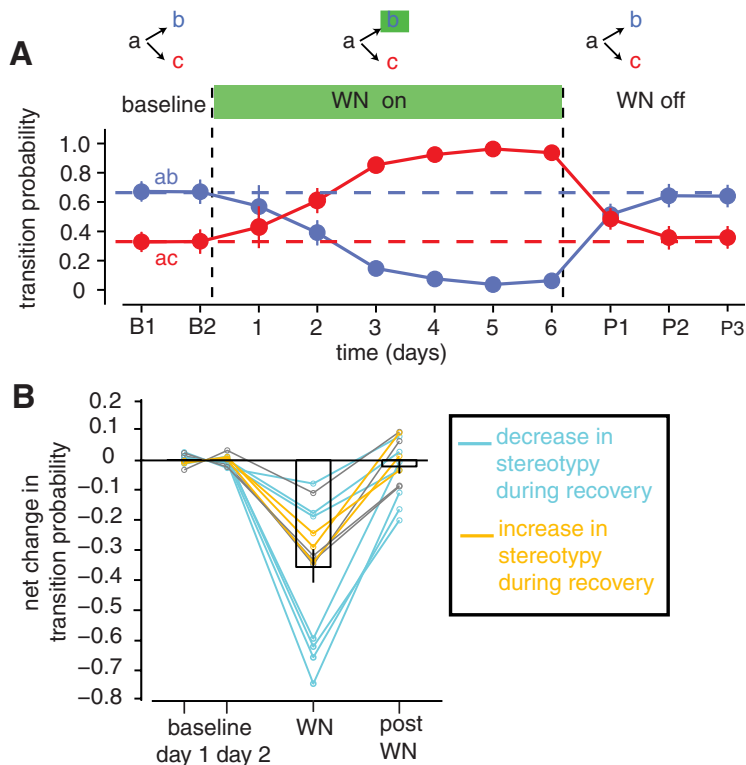 b
a
c
b
a
c
b
a
c
A
baseline
WN on
WN off
transition probability
1.0
0.8
0.6
0.4
0.2
0
ab
ac
B1 B2 1 2 3 4 5 6 P1 P2 P3
time (days)
B
net change in
transition probability
0.2
0.1
0
−0.1
−0.2
−0.3
−0.4
−0.5
−0.6
−0.7
−0.8
baseline
day 1 day 2
WN
post
WN
decrease in
stereotypy
during recovery
increase in
stereotypy
during recovery